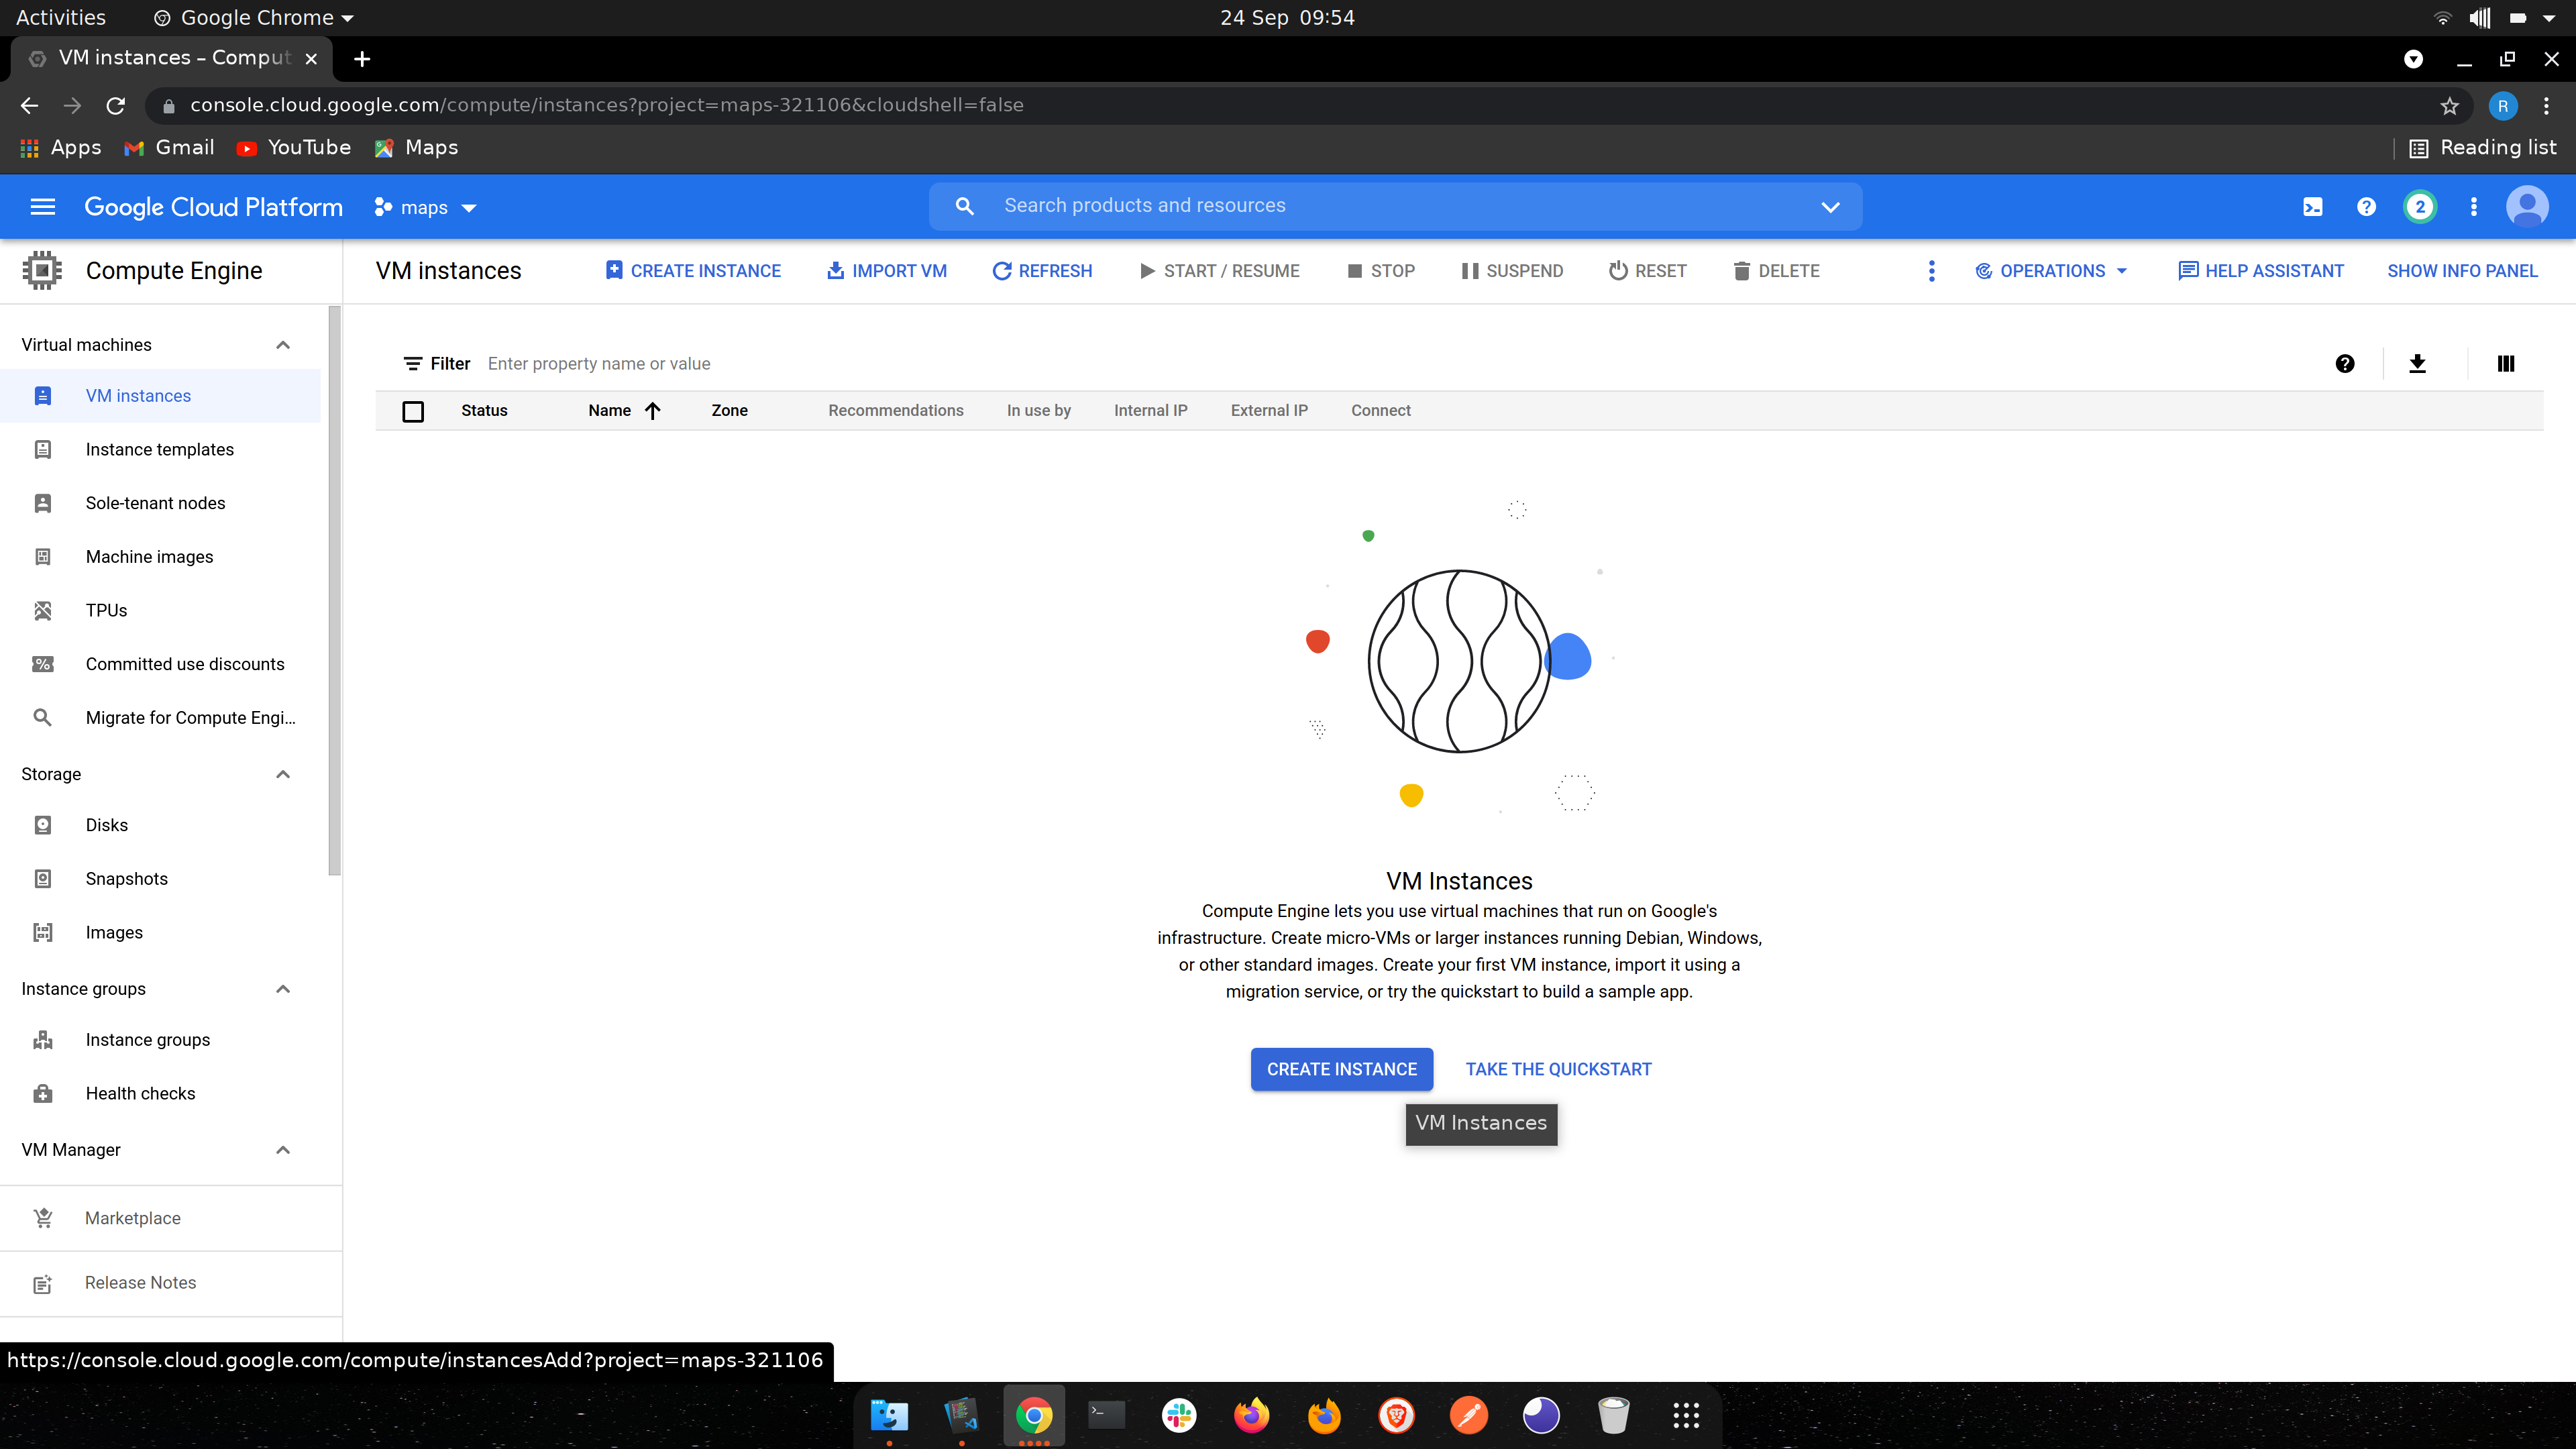 Activities Google Chrome 24 Sep 09:54
VM instances – Comput
console.cloud.google.com/compute/instances?project=maps-321106&cloudshell=false R
Apps Gmail YouTube Maps Reading list
Google Cloud Platform maps Search products and resources 2
Compute Engine VM instances CREATE INSTANCE IMPORT VM REFRESH START / RESUME STOP SUSPEND RESET DELETE OPERATIONS HELP ASSISTANT SHOW INFO PANEL
Virtual machines
Filter Enter property name or value
VM instances
Status Name Zone Recommendations In use by Internal IP External IP Connect
Instance templates
Sole-tenant nodes
Machine images
TPUs
Committed use discounts
Migrate for Compute Engi...
Storage
Disks
Snapshots
Images
Instance groups
Instance groups
Health checks
VM Manager
Marketplace
Release Notes
VM Instances
Compute Engine lets you use virtual machines that run on Google's
infrastructure. Create micro-VMs or larger instances running Debian, Windows,
or other standard images. Create your first VM instance, import it using a
migration service, or try the quickstart to build a sample app.
CREATE INSTANCE TAKE THE QUICKSTART
VM Instances
https://console.cloud.google.com/compute/instancesAdd?project=maps-321106